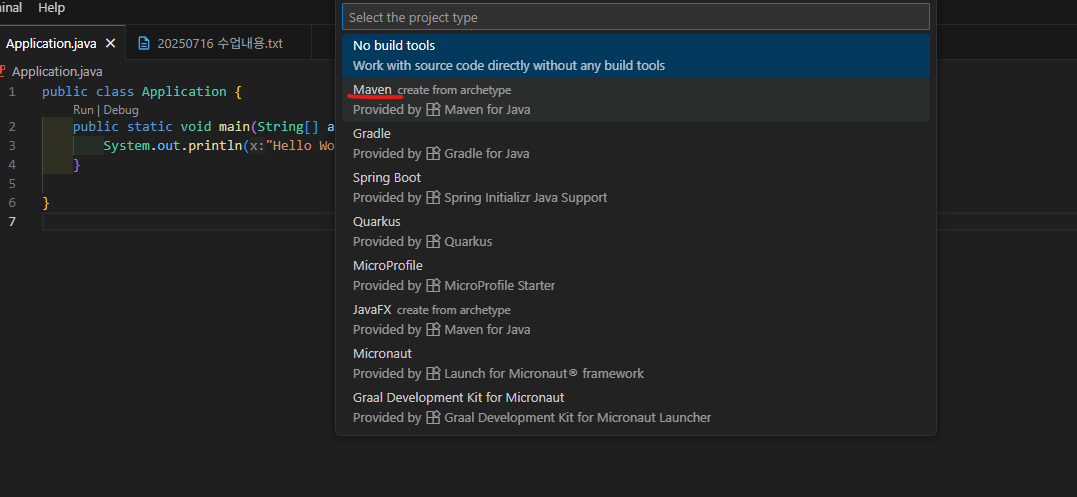 Help
Select the project type
Application.java
20250716 수업내용.txt
No build tools
Work with source code directly without any build tools
Application.java
Maven create from archetype
Provided by Maven for Java
Gradle
Provided by Gradle for Java
Spring Boot
Provided by Spring Initializr Java Support
Quarkus
Provided by Quarkus
MicroProfile
Provided by MicroProfile Starter
JavaFX create from archetype
Provided by Maven for Java
Micronaut
Provided by Launch for Micronaut® framework
Graal Development Kit for Micronaut
Provided by Graal Development Kit for Micronaut Launcher
1 public class Application {
Run | Debug
2 public static void main(String[]
3 System.out.println(x:"Hello
4 }
5
6 }
7